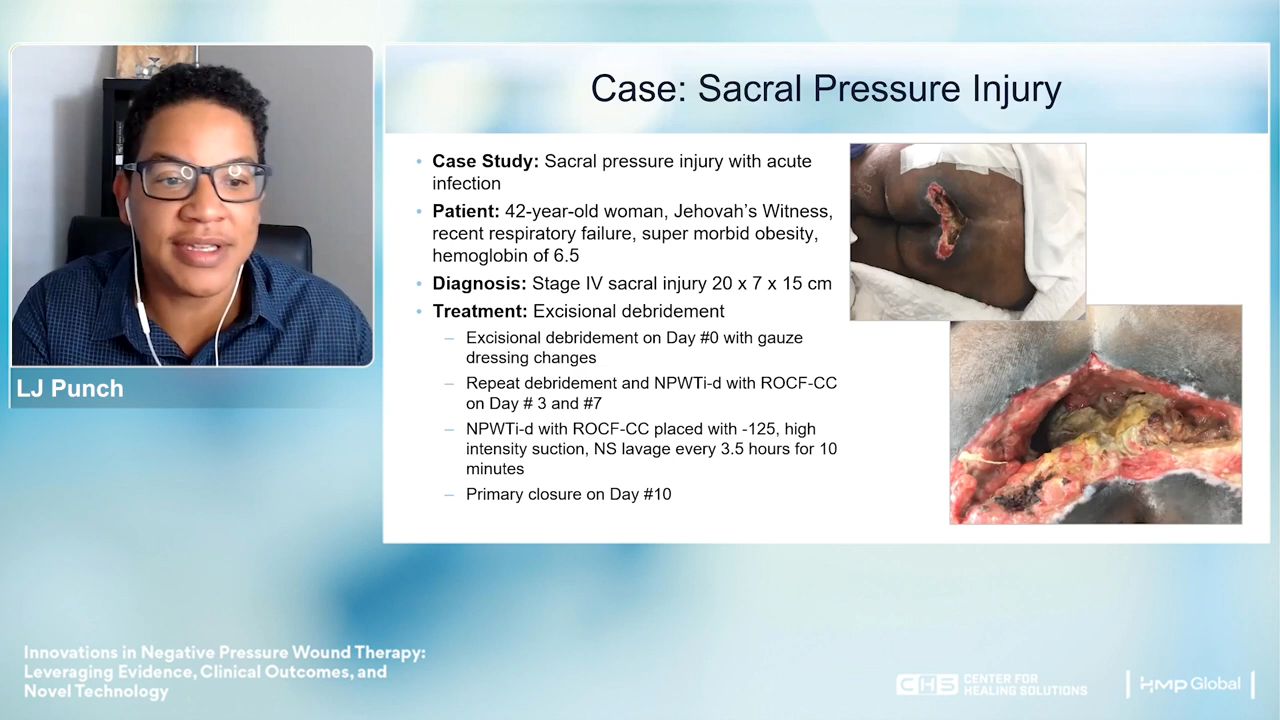 Case: Sacral Pressure Injury
• Case Study: Sacral pressure injury with acute
infection
• Patient: 42-year-old woman, Jehovah's Witness,
recent respiratory failure, super morbid obesity,
hemoglobin of 6.5
• Diagnosis: Stage IV sacral injury 20 x 7 x 15 cm
• Treatment: Excisional debridement
– Excisional debridement on Day #0 with gauze
dressing changes
– Repeat debridement and NPWTi-d with ROCF-CC
on Day # 3 and #7
– NPWTi-d with ROCF-CC placed with -125, high
intensity suction, NS lavage every 3.5 hours for 10
minutes
– Primary closure on Day #10
LJ Punch
Innovations in Negative Pressure Wound Therapy:
Leveraging Evidence, Clinical Outcomes, and
Novel Technology
CHS CENTER FOR
HEALING SOLUTIONS
HMP Global